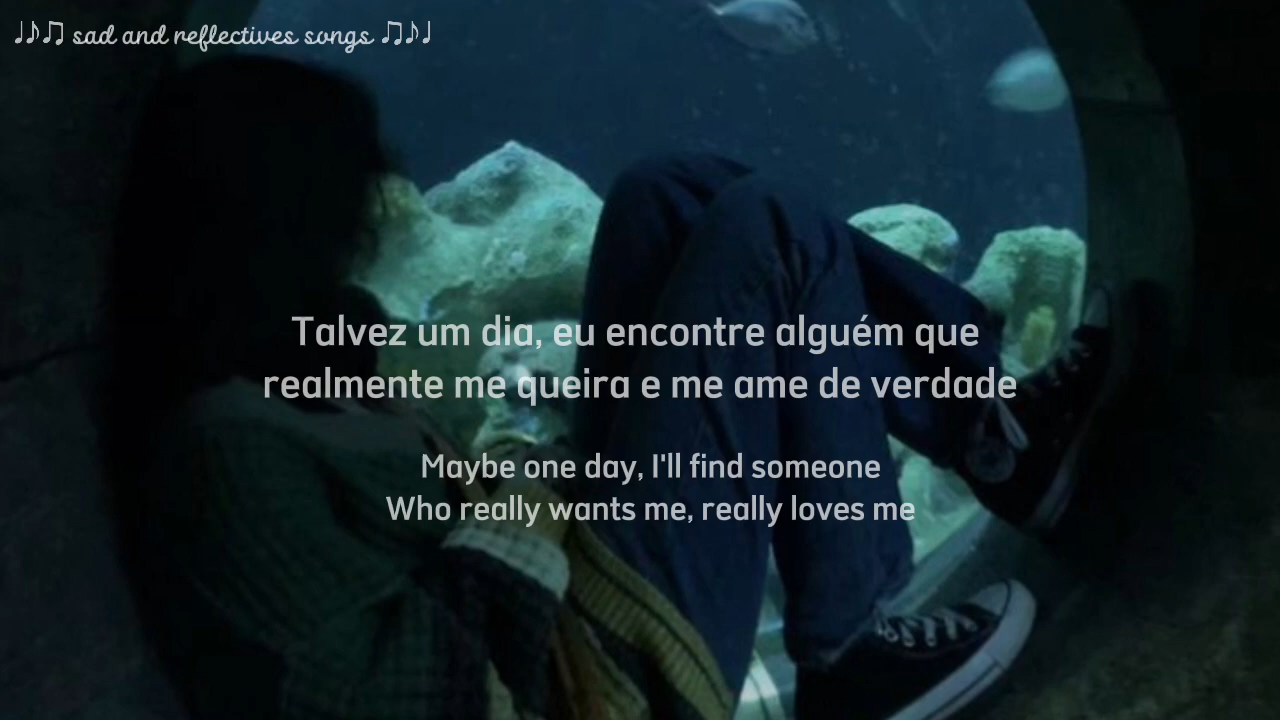 ♩♪♫ sad and reflectives songs ♫♪♩
Talvez um dia, eu encontre alguém que
realmente me queira e me ame de verdade
Maybe one day, I'll find someone
Who really wants me, really loves me